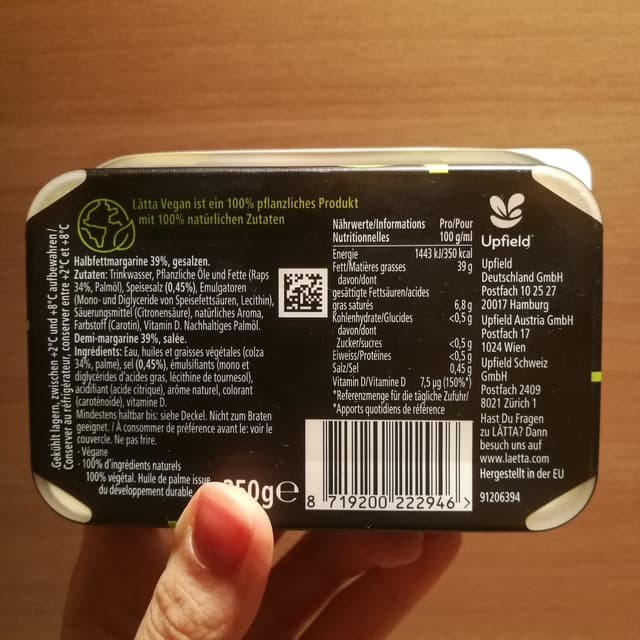 Lätta Vegan ist ein 100% pflanzliches Produkt
mit 100% natürlichen Zutaten
Gekühlt lagern, zwischen +2°C und +8°C aufbewahren /
Conserver au réfrigérateur, conserver entre +2°C et +8°C
Halbfettmargarine 39%, gesalzen.
Zutaten: Trinkwasser, Pflanzliche Öle und Fette (Raps
34%, Palmöl), Speisesalz (0,45%), Emulgatoren
(Mono- und Diglyceride von Speisefettsäuren, Lecithin),
Säuerungsmittel (Citronensäure), natürliches Aroma,
Farbstoff (Carotin), Vitamin D. Nachhaltiges Palmöl.
Demi-margarine 39%, salée.
Ingrédients: Eau, huiles et graisses végétales (colza
34%, palme), sel (0,45%), émulsifiants (mono et
diglycérides d'acides gras, lécithine de tournesol),
acidifiant (acide citrique), arôme naturel, colorant
(caroténoïde), vitamine D.
Mindestens haltbar bis: siehe Deckel. Nicht zum Braten
geeignet. / À consommer de préférence avant le: voir le
couvercle. Ne pas frire.
· Végane
· 100% d'ingrédients naturels
100% végétal. Huile de palme issue
du développement durable
250g e
Nährwerte/Informations Pro/Pour
Nutritionnelles 100 g/ml
Energie 1443 kJ/350 kcal
Fett/Matières grasses 39 g
davon/dont
gesättigte Fettsäuren/acides
gras saturés 6,8 g
Kohlenhydrate/Glucides <0,5 g
davon/dont
Zucker/sucres <0,5 g
Eiweiss/Protéines <0,5 g
Salz/Sel 0,45 g
Vitamin D/Vitamine D 7,5 µg (150%*)
*Referenzmenge für die tägliche Zufuhr/
*Apports quotidiens de référence
8 719200 222946 >
Upfield
Upfield
Deutschland GmbH
Postfach 10 25 27
20017 Hamburg
Upfield Austria GmbH
Postfach 17
1024 Wien
Upfield Schweiz
GmbH
Postfach 2409
8021 Zürich 1
Hast Du Fragen
zu LÄTTA? Dann
besuch uns auf
www.laetta.com
Hergestellt in der EU
91206394